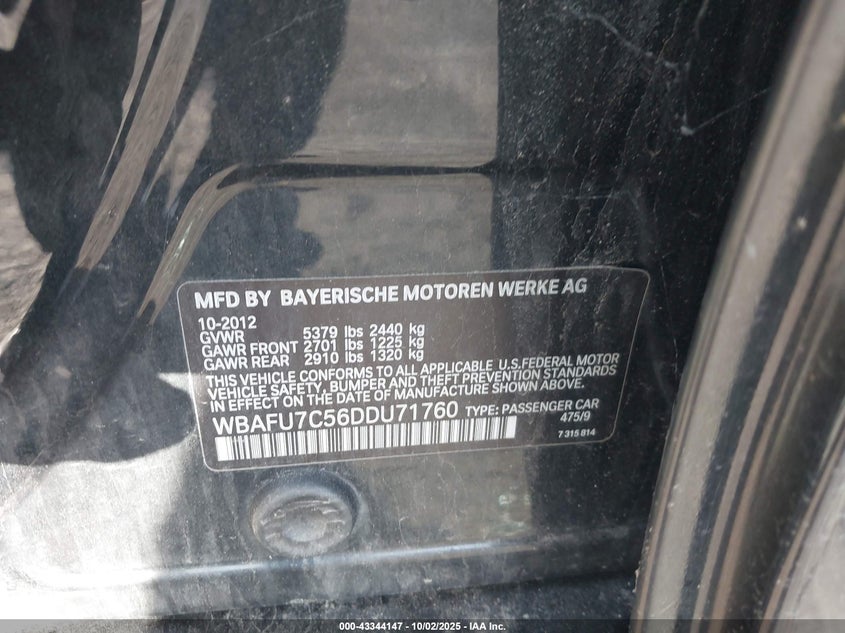 MFD BY BAYERISCHE MOTOREN WERKE AG
10-2012
GVWR 5379 lbs 2440 kg
GAWR FRONT 2701 lbs 1225 kg
GAWR REAR 2910 lbs 1320 kg
THIS VEHICLE CONFORMS TO ALL APPLICABLE U.S.FEDERAL MOTOR
VEHICLE SAFETY, BUMPER AND THEFT PREVENTION STANDARDS
IN EFFECT ON THE DATE OF MANUFACTURE SHOWN ABOVE.
WBAFU7C56DDU71760 TYPE: PASSENGER CAR
475/9
7 315 814
000-43344147 - 10/02/2025 - IAA Inc.